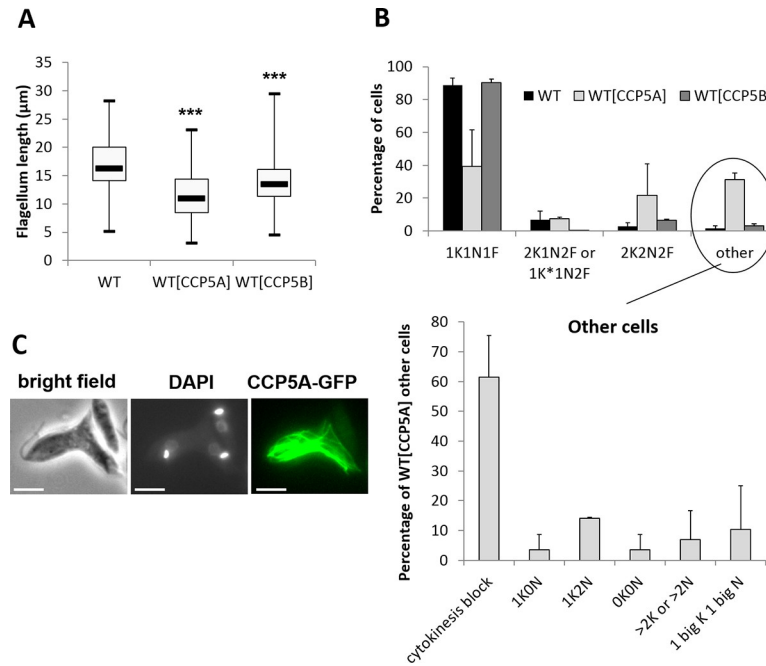 A
Flagellum length (µm)
35
30
25
20
15
10
5
0
***
***
WT
WT[CCP5A]
WT[CCP5B]
B
Percentage of cells
100
80
60
40
20
0
WT
WT[CCP5A]
WT[CCP5B
1K1N1F
2K1N2F or
1K*1N2F
2K2N2F
other
C
bright field
DAPI
CCP5A-GFP
Other cells
Percentage of WT[CCP5A] other cells
80
70
60
50
40
30
20
10
0
cytokinesis block
1K0N
1K2N
0K0N
>2K or >2N
1 big K 1 big N